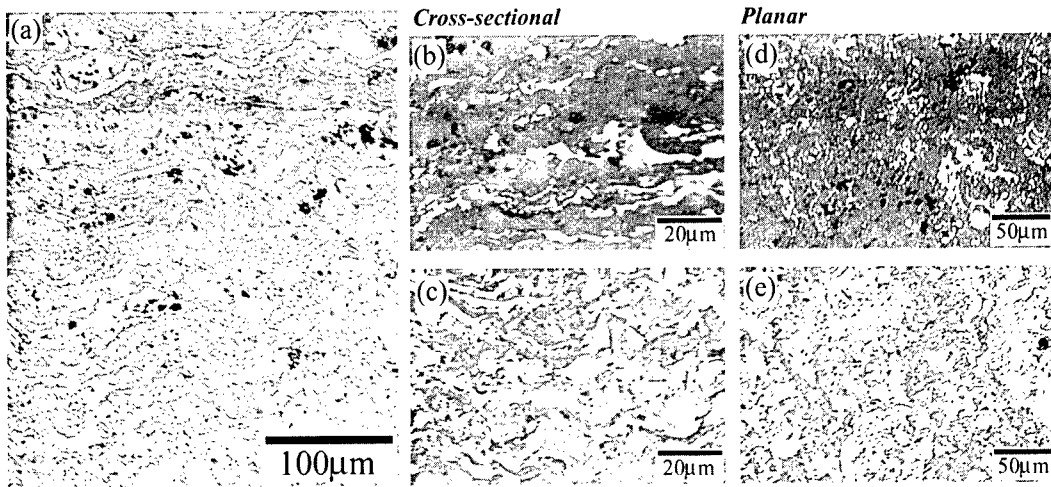 Cross-sectional
Planar
(a)
100µm
(b)
20µm
(c)
20µm
(d)
50µm
(e)
50µm